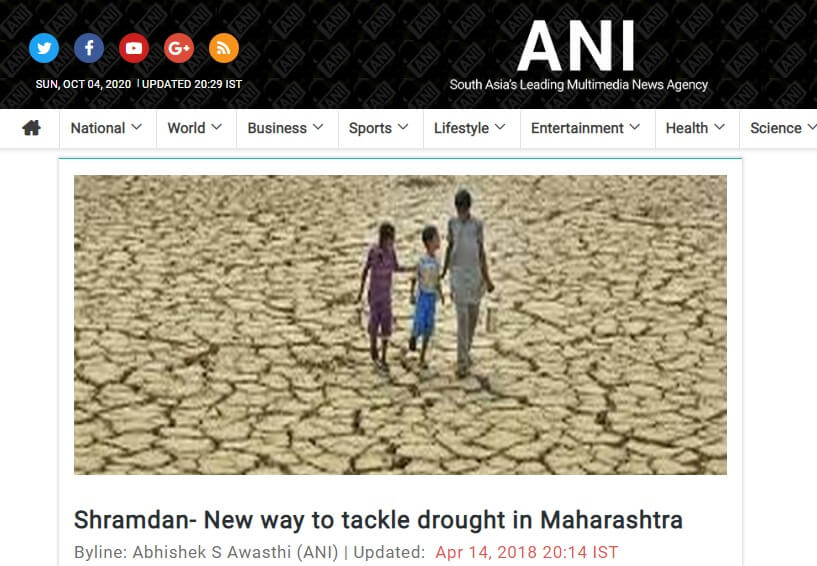 ANI
South Asia's Leading Multimedia News Agency
SUN, OCT 04, 2020 | UPDATED 20:29 IST
National World Business Sports Lifestyle Entertainment Health Science
Shramdan- New way to tackle drought in Maharashtra
Byline: Abhishek S Awasthi (ANI) | Updated: Apr 14, 2018 20:14 IST